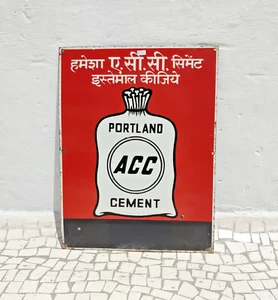 हमेशा ए.सी.सी. सिमेंट
इस्तेमाल कीजिये
PORTLAND
ACC
CEMENT